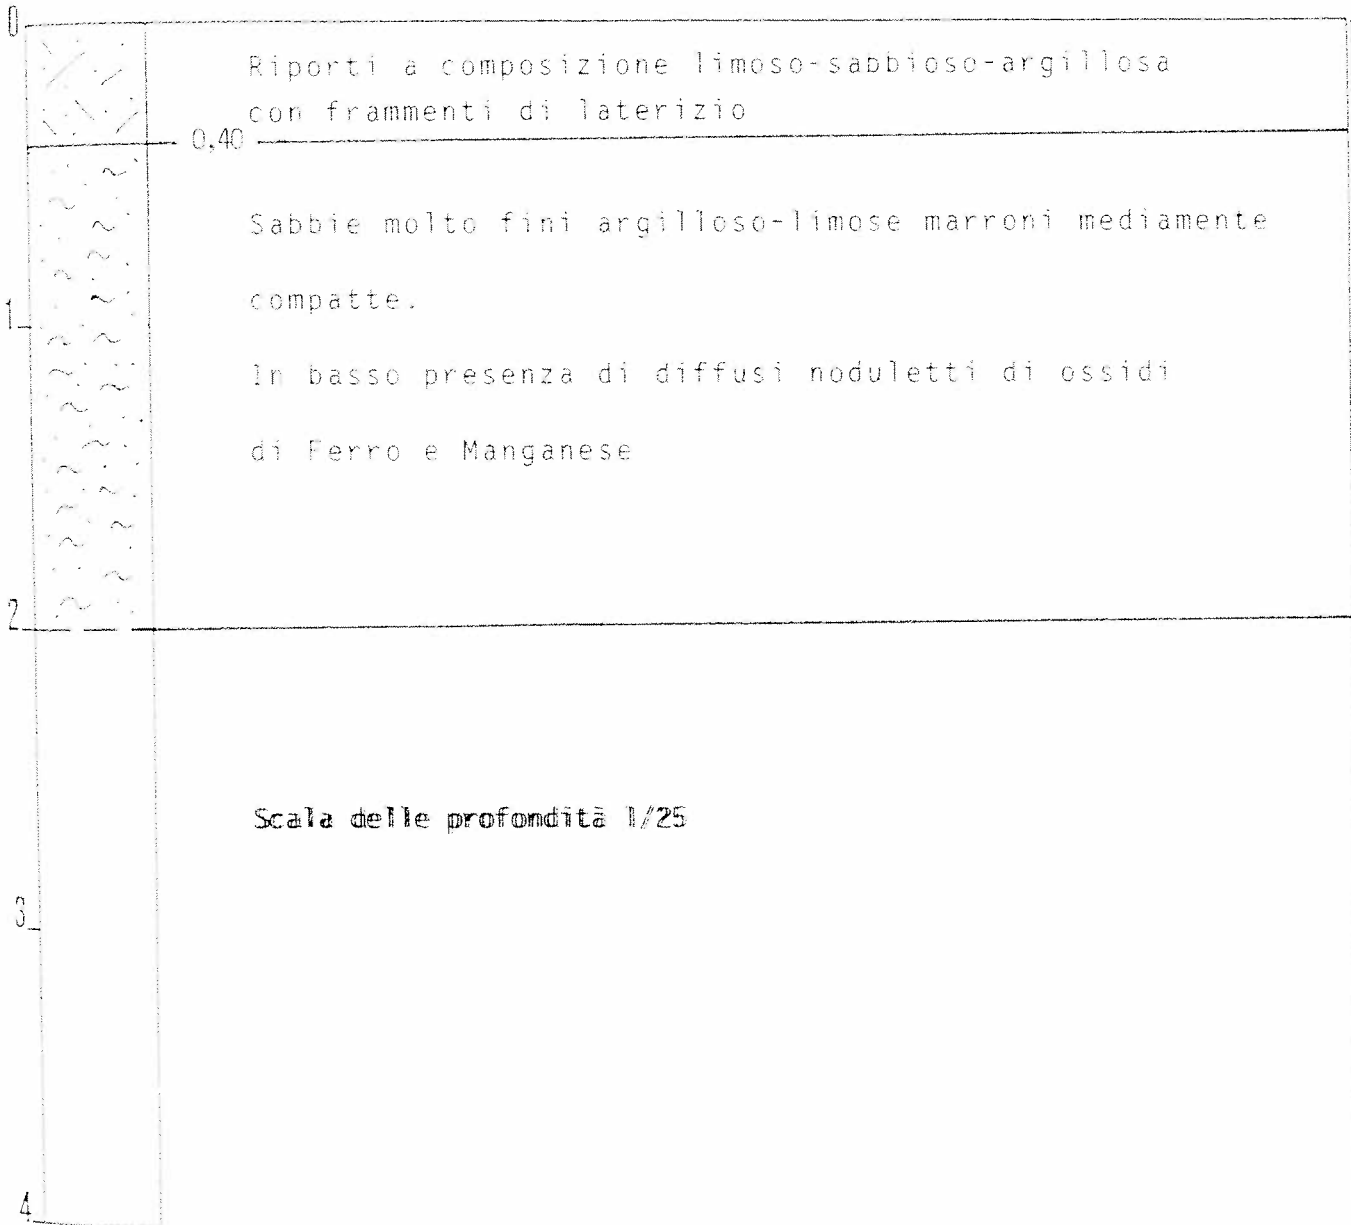 0
Riporti a composizione limoso-sabbioso-argillosa
con frammenti di laterizio
0,40
Sabbie molto fini argilloso-limose marroni mediamente
1
compatte.
In basso presenza di diffusi noduletti di ossidi
di Ferro e Manganese
2
Scala delle profondità 1/25
3
4